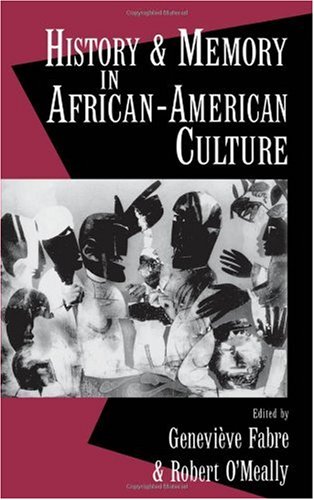 HISTORY & MEMORY
IN
AFRICAN-AMERICAN
CULTURE
Edited by
Geneviève Fabre
& Robert O'Meally